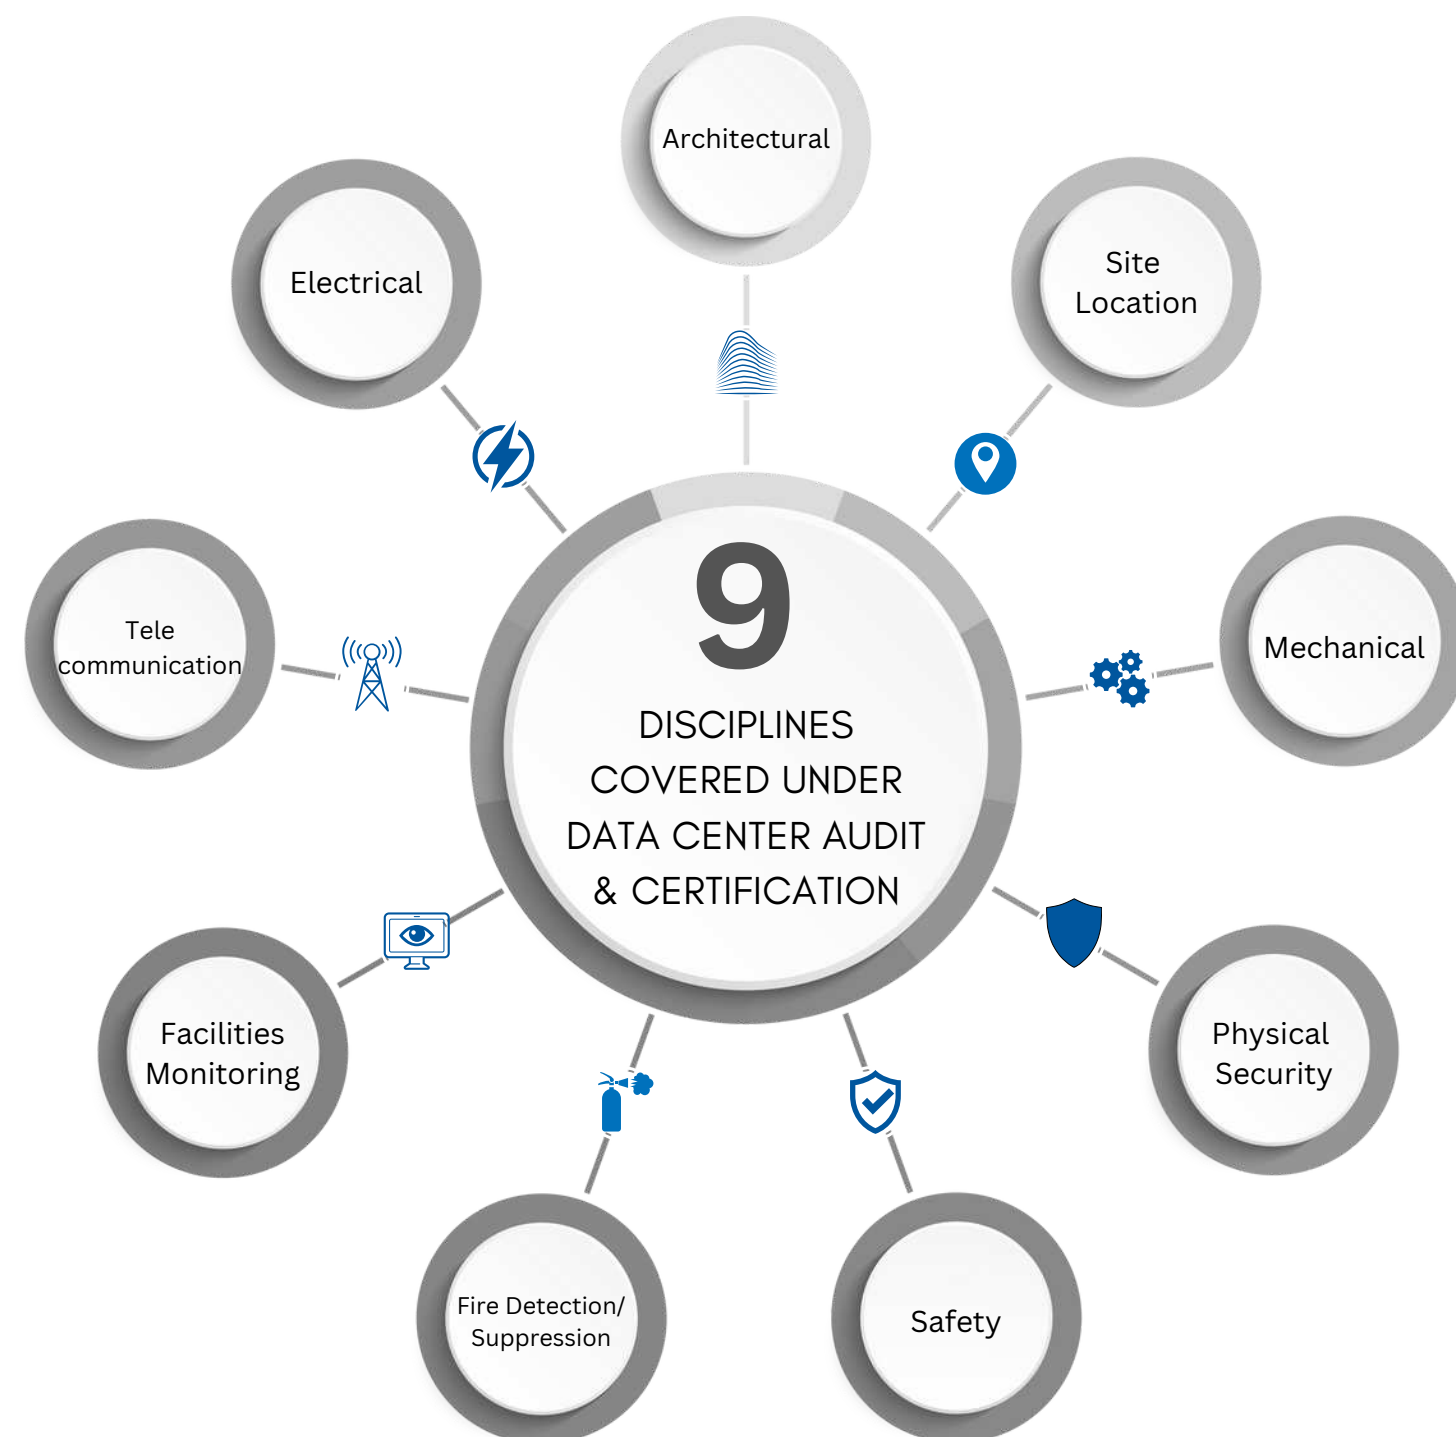 Architectural
Site
Location
Mechanical
Physical
Security
Safety
Fire Detection/
Suppression
Facilities
Monitoring
Tele
communication
Electrical
9
DISCIPLINES
COVERED UNDER
DATA CENTER AUDIT
& CERTIFICATION